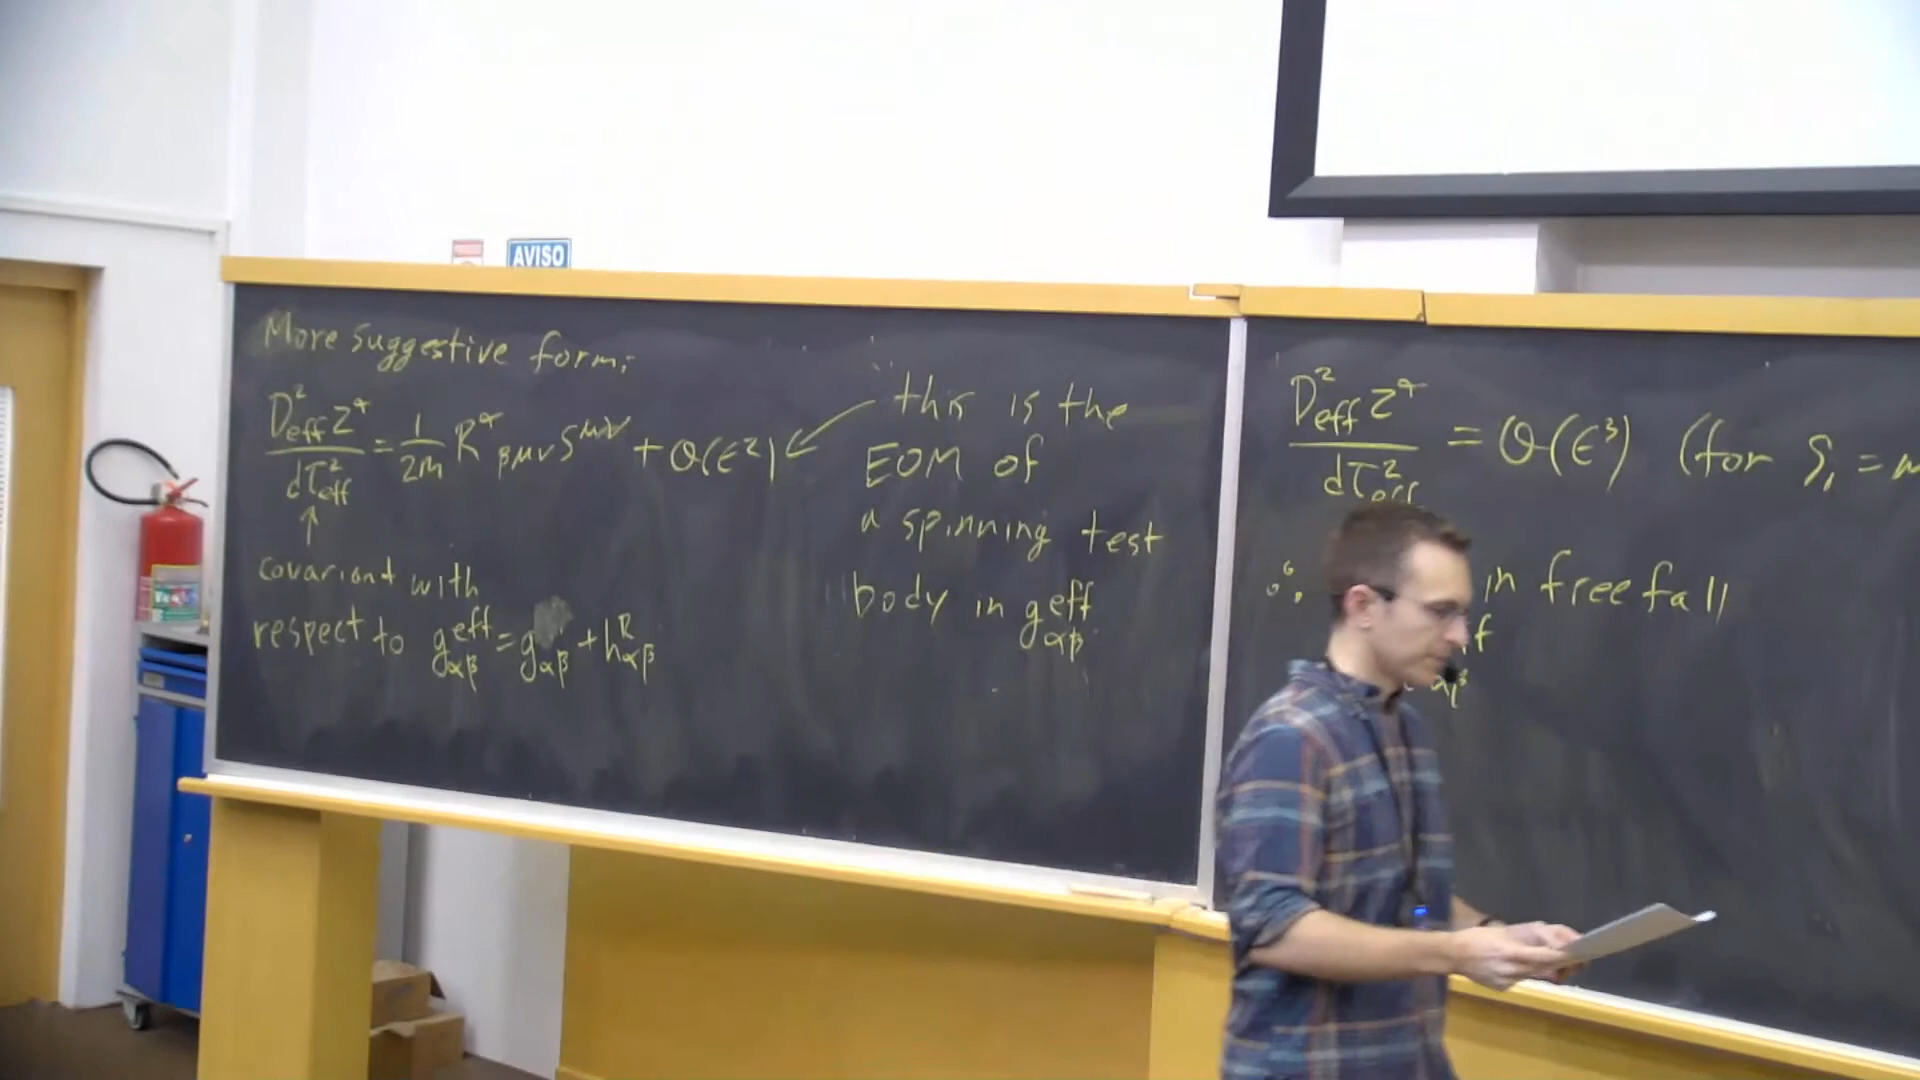 AVISO
More suggestive form:
D²eff z^α / dτ²eff = 1/2m R^α βμν S^μν + O(ε²)
↑
covariant with
respect to g^eff αβ = g αβ + h^R αβ
this is the
EOM of
a spinning test
body in g^eff αβ
D²eff z^α / dτ²eff = O(ε³) (for S₁ =
∴ in free fall
f
αβ